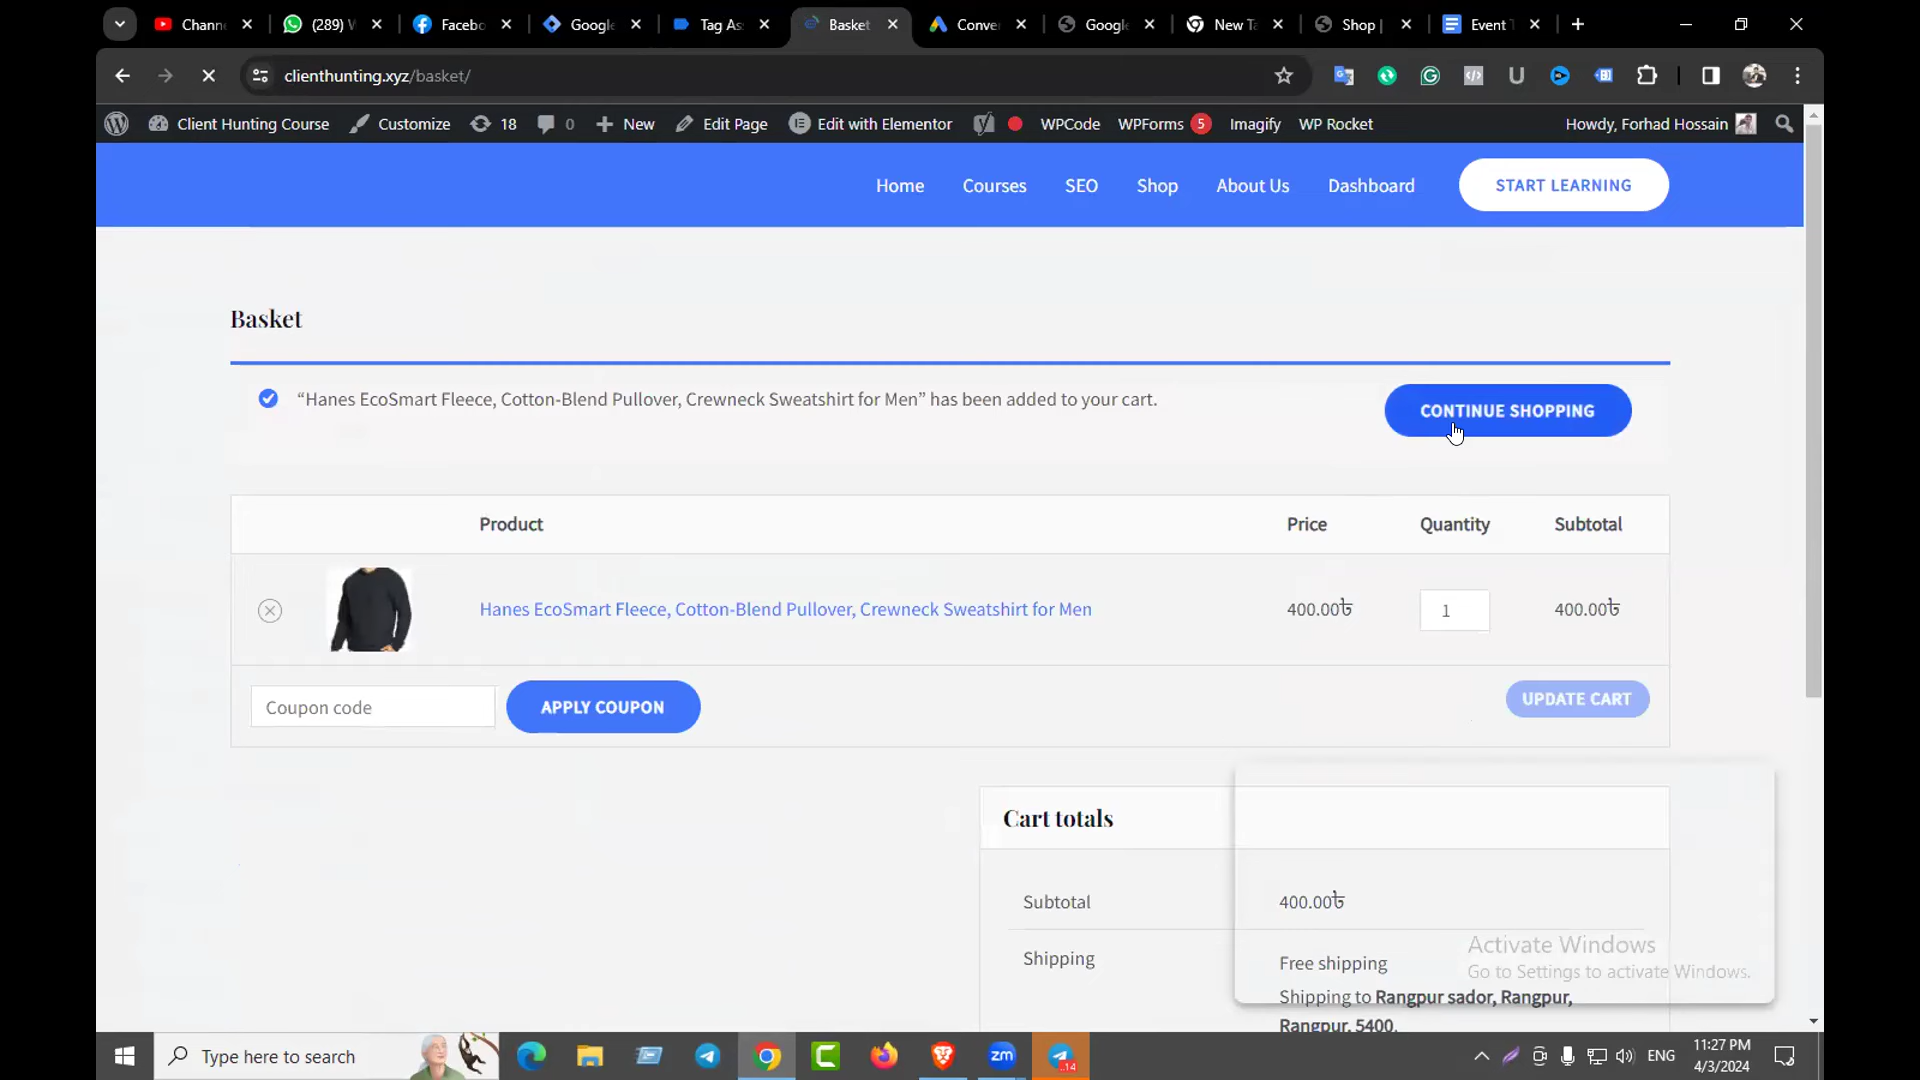 Chann
(289) W
Facebo
Google
Tag As
Basket
Conve
Google
New Ta
Shop |
Event T
clienthunting.xyz/basket/
Client Hunting Course
Customize
18
0
New
Edit Page
Edit with Elementor
WPCode
WPForms 5
Imagify
WP Rocket
Howdy, Forhad Hossain
Home
Courses
SEO
Shop
About Us
Dashboard
START LEARNING
Basket
“Hanes EcoSmart Fleece, Cotton-Blend Pullover, Crewneck Sweatshirt for Men” has been added to your cart.
CONTINUE SHOPPING
Product
Price
Quantity
Subtotal
Hanes EcoSmart Fleece, Cotton-Blend Pullover, Crewneck Sweatshirt for Men
400.00৳
1
400.00৳
Coupon code
APPLY COUPON
UPDATE CART
Cart totals
Subtotal
400.00৳
Shipping
Free shipping
Shipping to Rangpur sador, Rangpur,
Rangpur, 5400.
Activate Windows
Go to Settings to activate Windows.
Type here to search
zm
..14
ENG
11:27 PM
4/3/2024